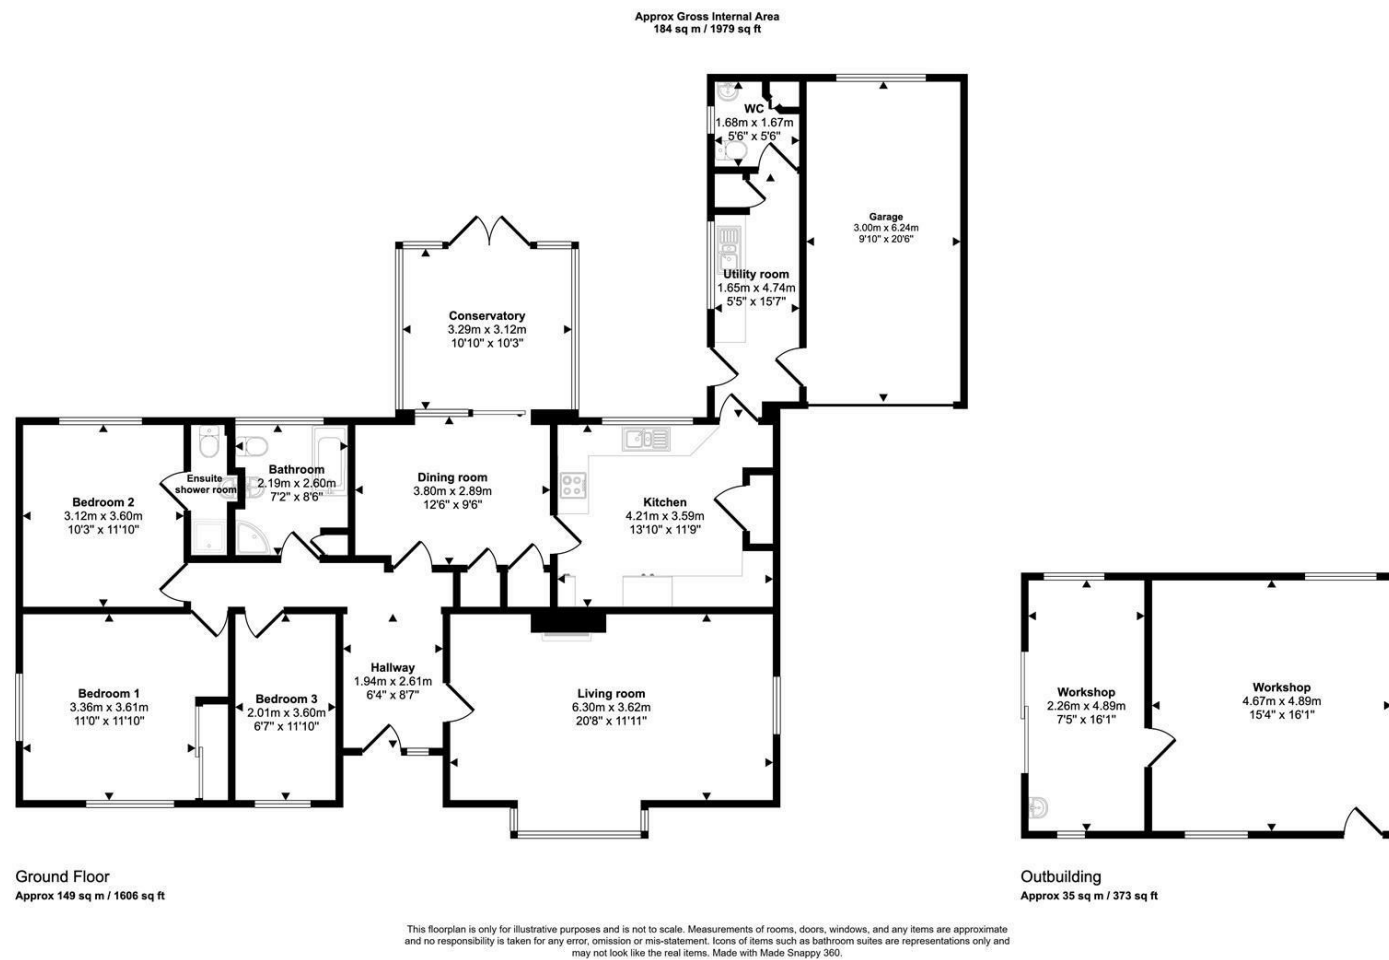 Approx Gross Internal Area
184 sq m / 1979 sq ft
WC
1.68m x 1.67m
5'6" x 5'6"
Garage
3.00m x 6.24m
9'10" x 20'6"
Utility room
1.65m x 4.74m
5'5" x 15'7"
Conservatory
3.29m x 3.12m
10'10" x 10'3"
Bedroom 2
3.12m x 3.60m
10'3" x 11'10"
Ensuite
shower room
Bathroom
2.19m x 2.60m
7'2" x 8'6"
Dining room
3.80m x 2.89m
12'6" x 9'6"
Kitchen
4.21m x 3.59m
13'10" x 11'9"
Bedroom 1
3.36m x 3.61m
11'0" x 11'10"
Bedroom 3
2.01m x 3.60m
6'7" x 11'10"
Hallway
1.94m x 2.61m
6'4" x 8'7"
Living room
6.30m x 3.62m
20'8" x 11'11"
Workshop
2.26m x 4.89m
7'5" x 16'1"
Workshop
4.67m x 4.89m
15'4" x 16'1"
Ground Floor
Approx 149 sq m / 1606 sq ft
Outbuilding
Approx 35 sq m / 373 sq ft
This floorplan is only for illustrative purposes and is not to scale. Measurements of rooms, doors, windows, and any items are approximate
and no responsibility is taken for any error, omission or mis-statement. Icons of items such as bathroom suites are representations only and
may not look like the real items. Made with Made Snappy 360.